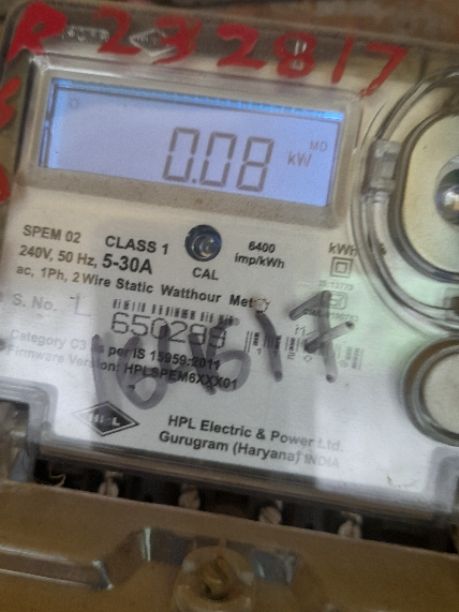 R 232817
0.08 kW MD
SPEM 02
CLASS 1
6400 imp/kWh
kWh
240V, 50 Hz, 5-30A
CAL
ac, 1Ph, 2 Wire Static Watthour Meter
S. No.
Category C3
per IS 15959:2011
Firmware Version: HPLSPEM6XXX01
HPL Electric & Power Ltd.
Gurugram (Haryana) INDIA